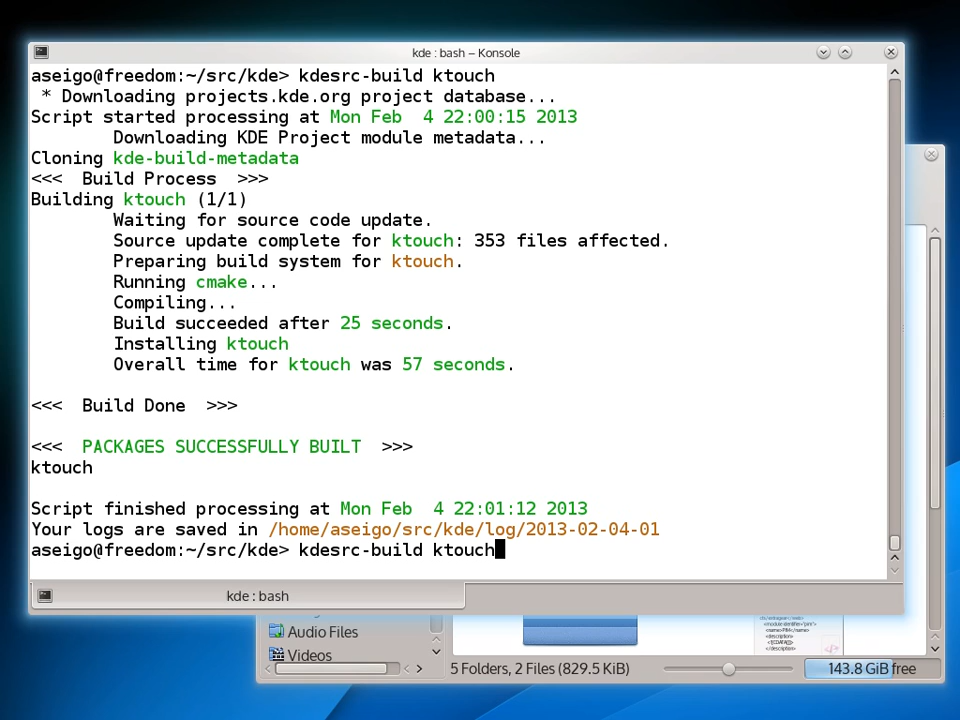 kde : bash – Konsole
aseigo@freedom:~/src/kde> kdesrc-build ktouch
* Downloading projects.kde.org project database...
Script started processing at Mon Feb  4 22:00:15 2013
Downloading KDE Project module metadata...
Cloning kde-build-metadata
<<<  Build Process  >>>
Building ktouch (1/1)
Waiting for source code update.
Source update complete for ktouch: 353 files affected.
Preparing build system for ktouch.
Running cmake...
Compiling...
Build succeeded after 25 seconds.
Installing ktouch
Overall time for ktouch was 57 seconds.
<<<  Build Done  >>>
<<<  PACKAGES SUCCESSFULLY BUILT  >>>
ktouch
Script finished processing at Mon Feb  4 22:01:12 2013
Your logs are saved in /home/aseigo/src/kde/log/2013-02-04-01
aseigo@freedom:~/src/kde> kdesrc-build ktouch
kde : bash
Audio Files
Videos
5 Folders, 2 Files (829.5 KiB)
143.8 GiB free